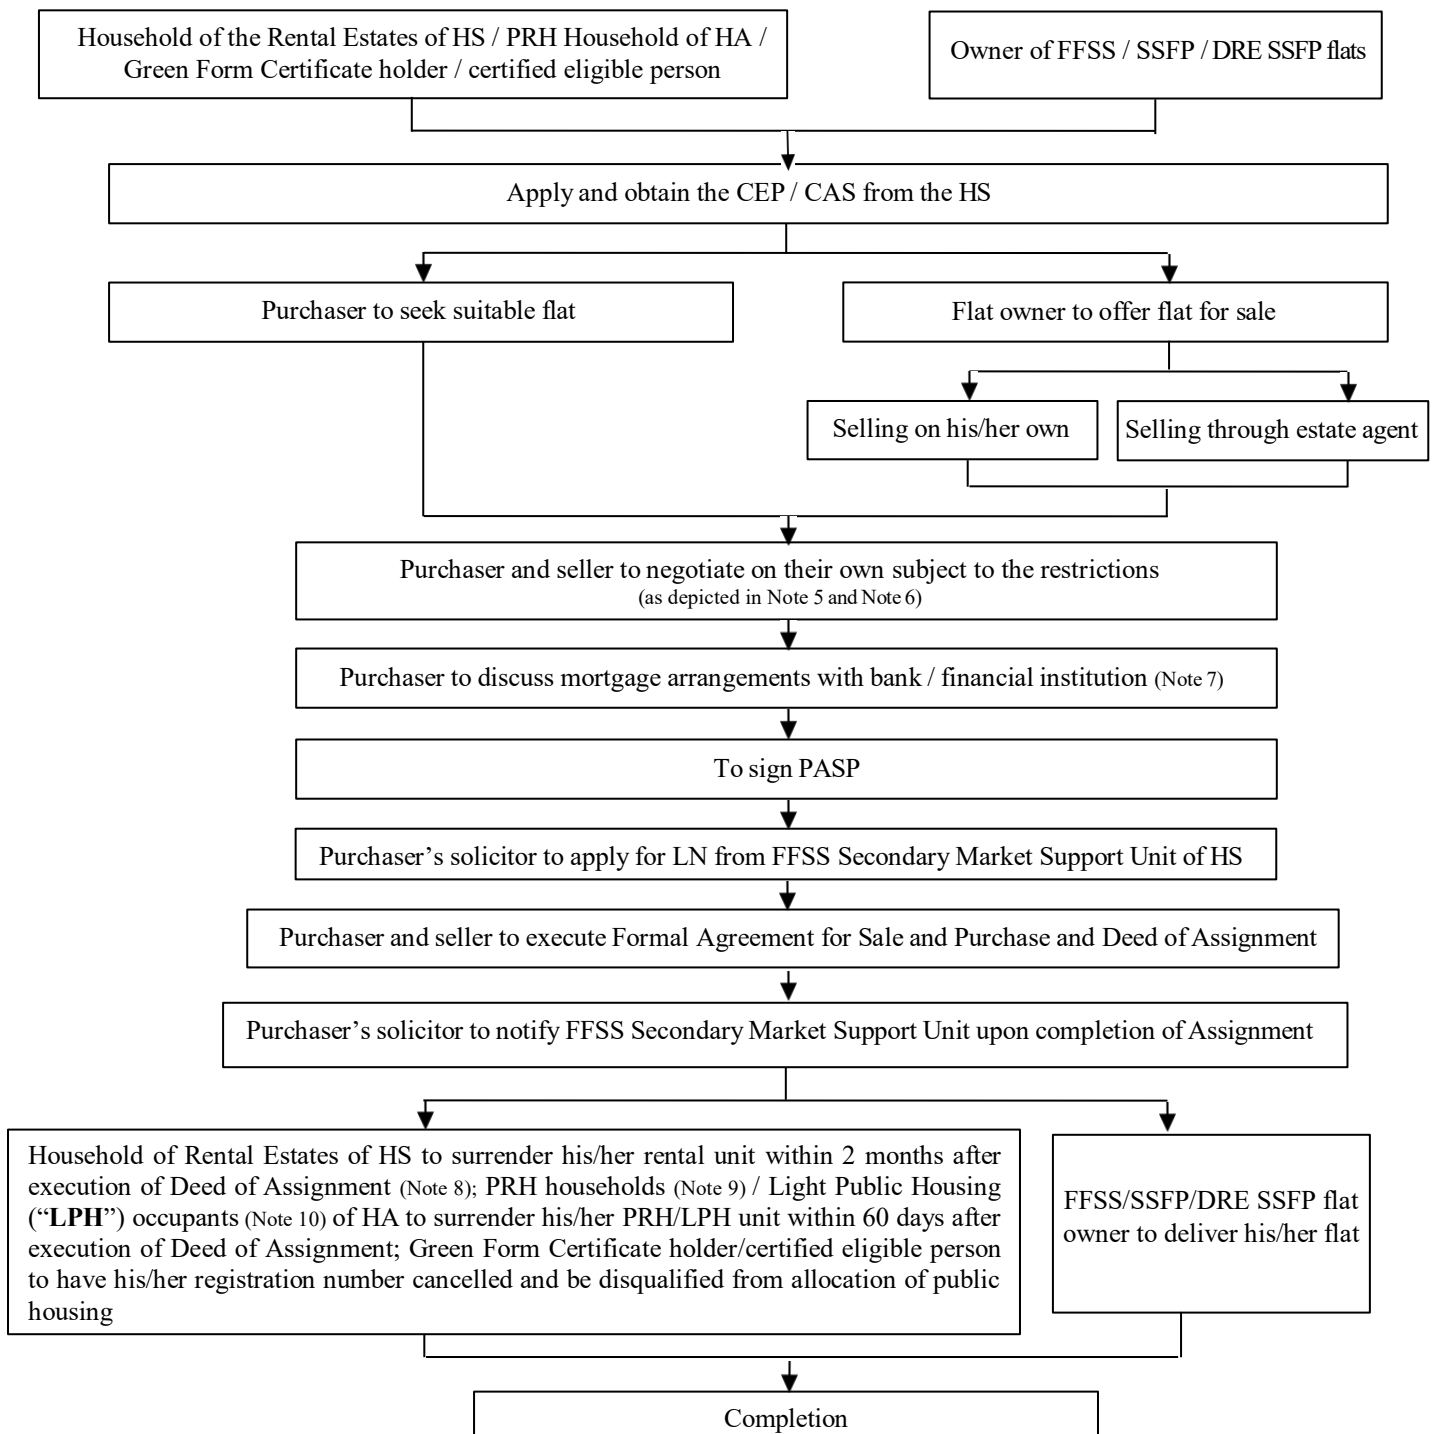 Household of the Rental Estates of HS / PRH Household of HA /
Green Form Certificate holder / certified eligible person
Owner of FFSS / SSFP / DRE SSFP flats
Apply and obtain the CEP / CAS from the HS
Purchaser to seek suitable flat
Flat owner to offer flat for sale
Selling on his/her own
Selling through estate agent
Purchaser and seller to negotiate on their own subject to the restrictions
(as depicted in Note 5 and Note 6)
Purchaser to discuss mortgage arrangements with bank / financial institution (Note 7)
To sign PASP
Purchaser’s solicitor to apply for LN from FFSS Secondary Market Support Unit of HS
Purchaser and seller to execute Formal Agreement for Sale and Purchase and Deed of Assignment
Purchaser’s solicitor to notify FFSS Secondary Market Support Unit upon completion of Assignment
Household of Rental Estates of HS to surrender his/her rental unit within 2 months after
execution of Deed of Assignment (Note 8); PRH households (Note 9) / Light Public Housing
(“LPH”) occupants (Note 10) of HA to surrender his/her PRH/LPH unit within 60 days after
execution of Deed of Assignment; Green Form Certificate holder/certified eligible person
to have his/her registration number cancelled and be disqualified from allocation of public
housing
FFSS/SSFP/DRE SSFP flat
owner to deliver his/her flat
Completion